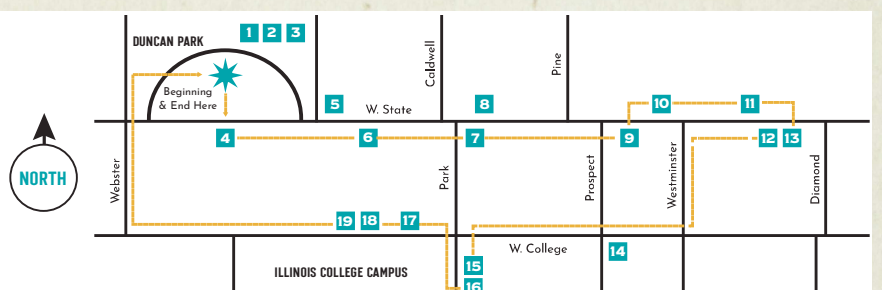 DUNCAN PARK
1 2 3
Beginning
& End Here
Caldwell
Pine
5
W. State
8
10
11
4
6
7
9
12 13
NORTH
Webster
Park
Prospect
Westminster
Diamond
19 18 17
W. College
14
ILLINOIS COLLEGE CAMPUS
15
16